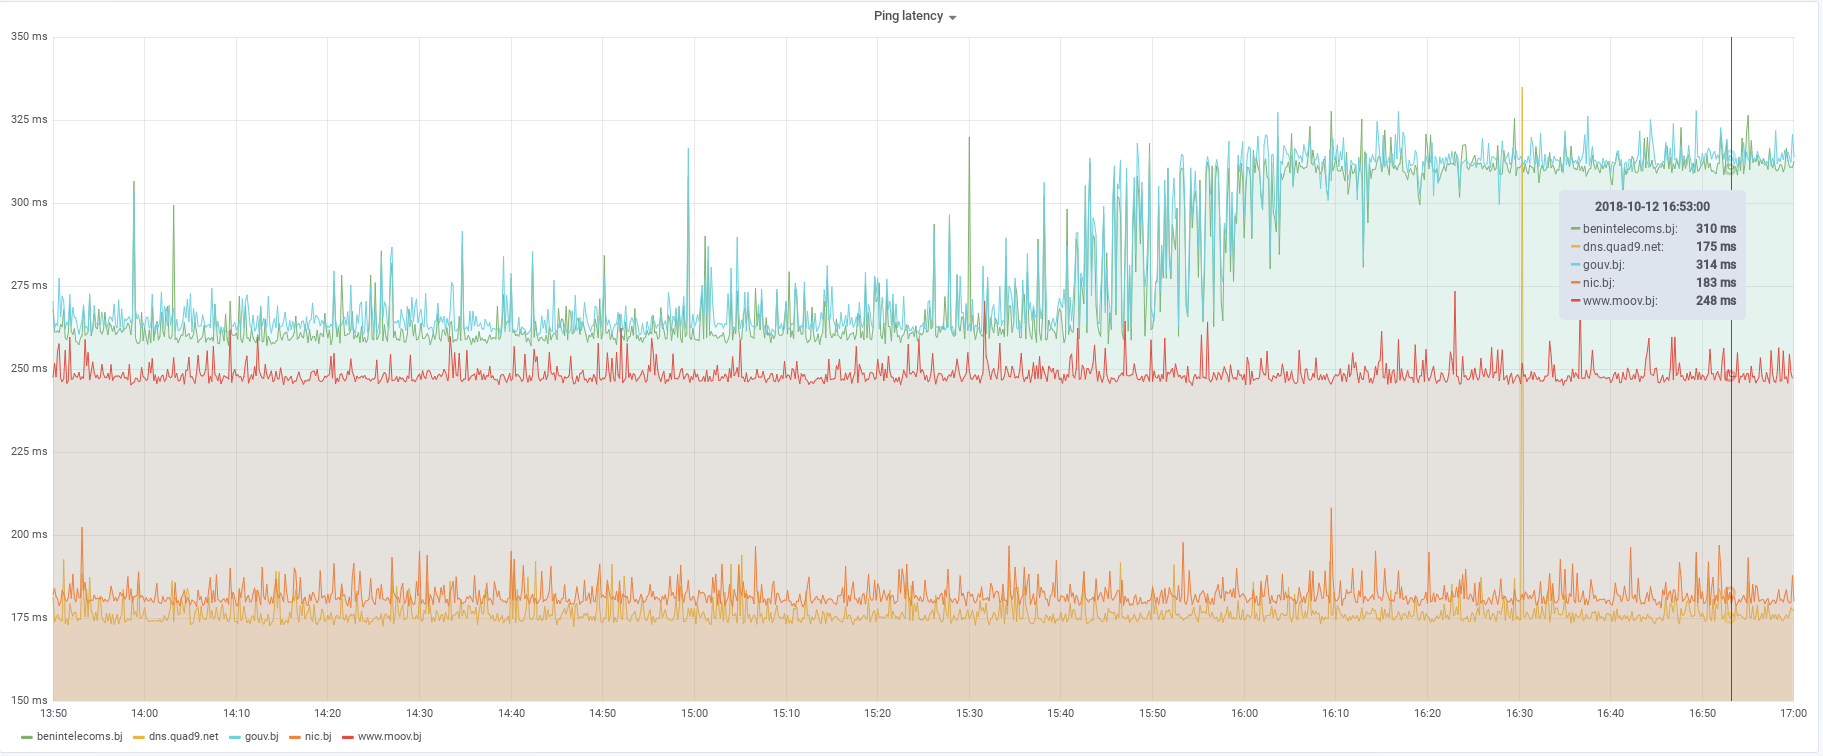 Ping latency
350 ms
325 ms
300 ms
275 ms
250 ms
225 ms
200 ms
175 ms
150 ms
2018-10-12 16:53:00
benintelecoms.bj: 310 ms
dns.quad9.net: 175 ms
gouv.bj: 314 ms
nic.bj: 183 ms
www.moov.bj: 248 ms
13:50 14:00 14:10 14:20 14:30 14:40 14:50 15:00 15:10 15:20 15:30 15:40 15:50 16:00 16:10 16:20 16:30 16:40 16:50 17:00
benintelecoms.bj dns.quad9.net gouv.bj nic.bj www.moov.bj